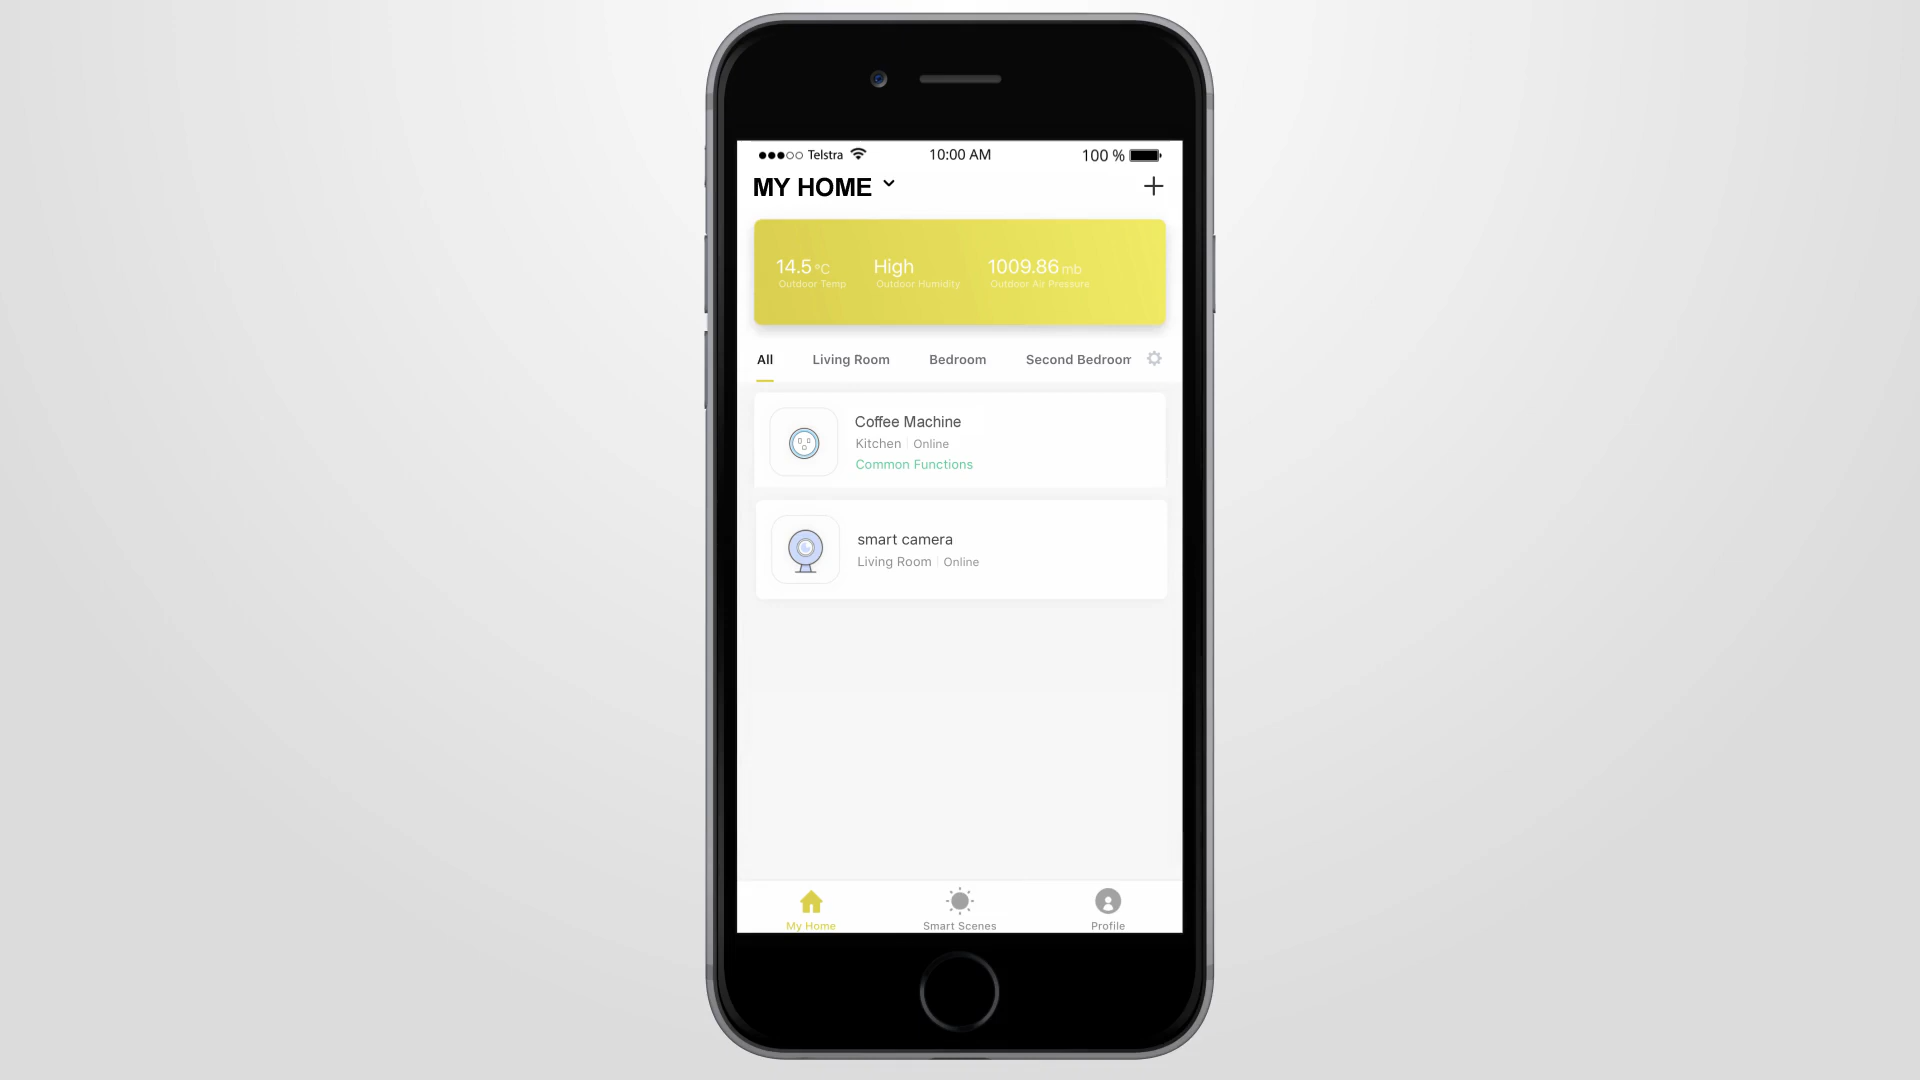 Telstra 10:00 AM 100 %
MY HOME
14.5 °C High 1009.86 mb
Outdoor Temp Outdoor Humidity Outdoor Air Pressure
All Living Room Bedroom Second Bedroom
Coffee Machine
Kitchen | Online
Common Functions
smart camera
Living Room | Online
My Home Smart Scenes Profile